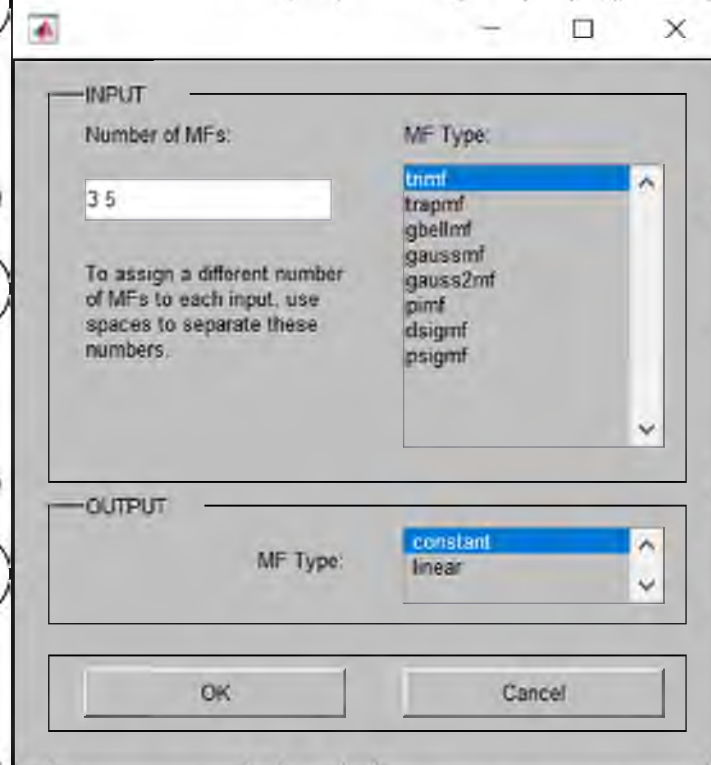 INPUT
Number of MFs:
3 5
To assign a different number
of MFs to each input, use
spaces to separate these
numbers.
MF Type:
trimf
trapmf
gbellmf
gaussmf
gauss2mf
pimf
dsigmf
psigmf
OUTPUT
MF Type:
constant
linear
OK
Cancel